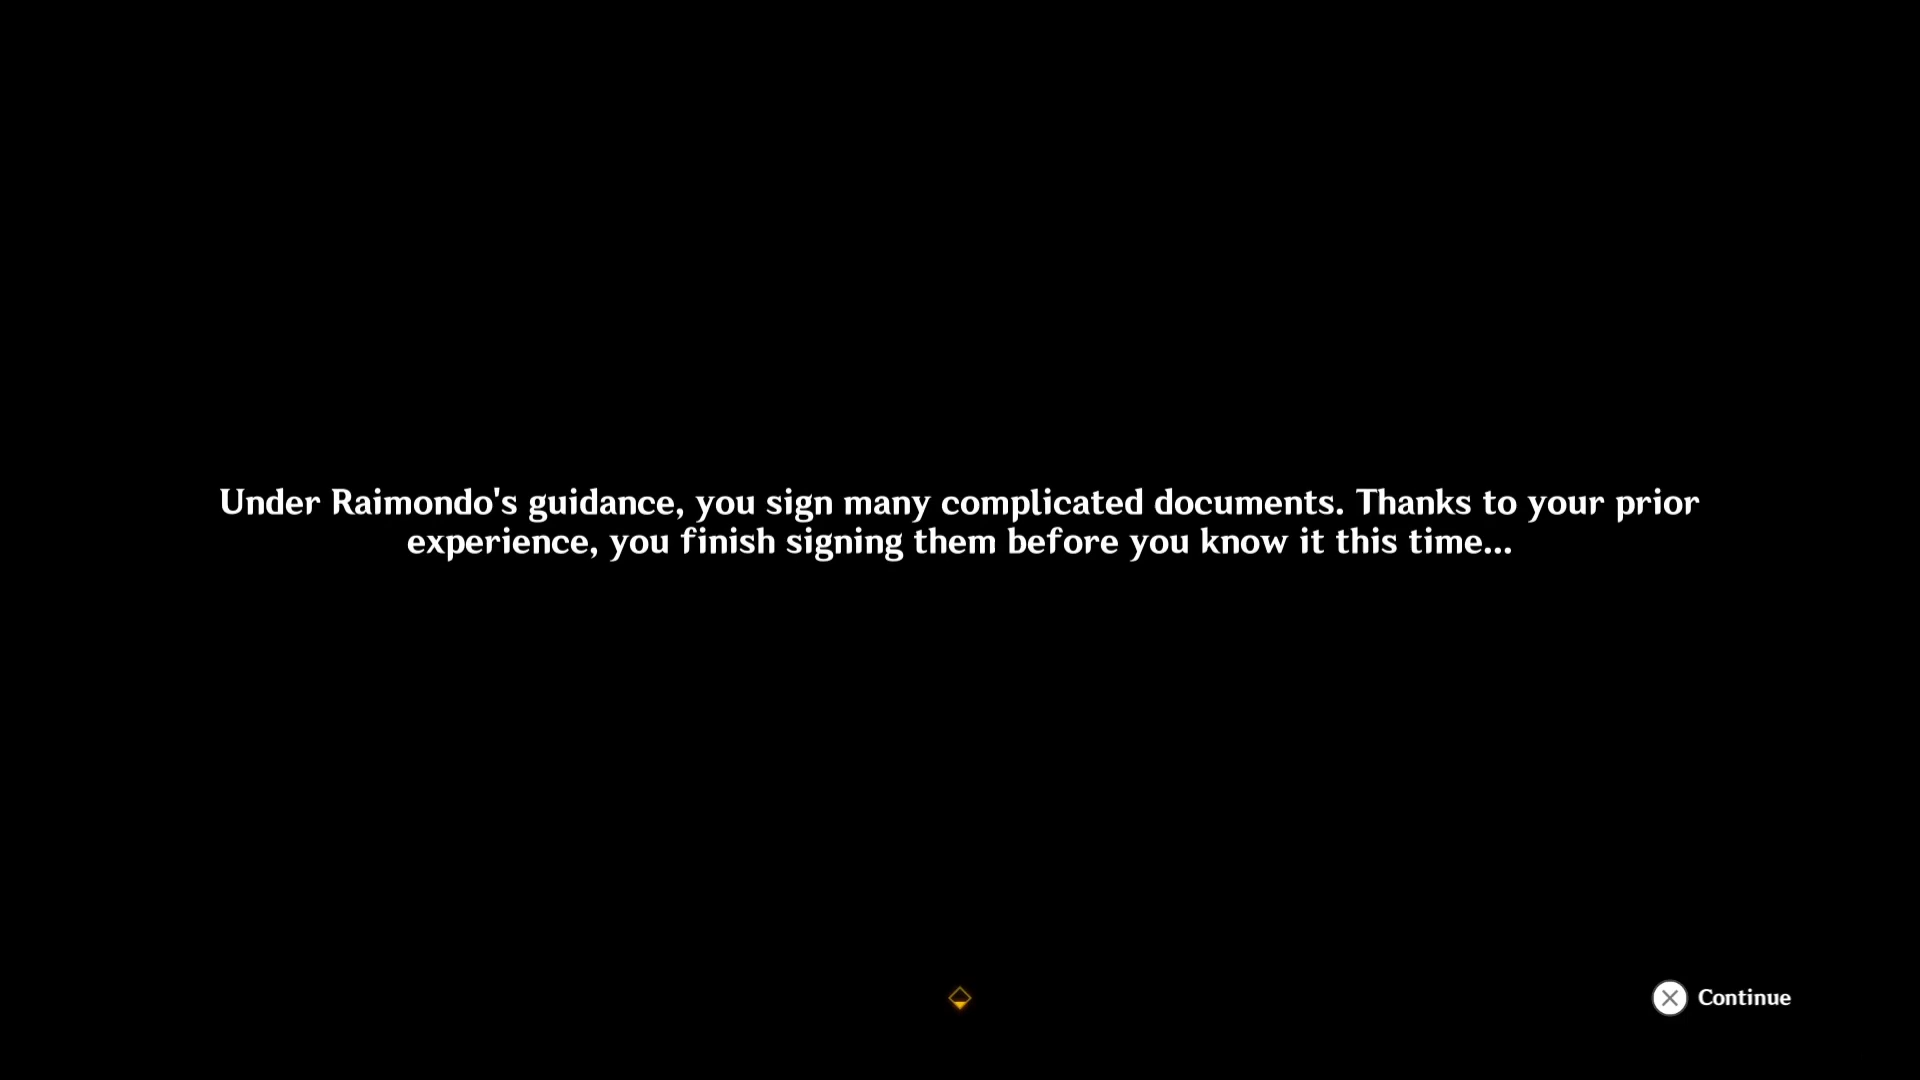 Under Raimondo's guidance, you sign many complicated documents. Thanks to your prior
experience, you finish signing them before you know it this time...
Continue